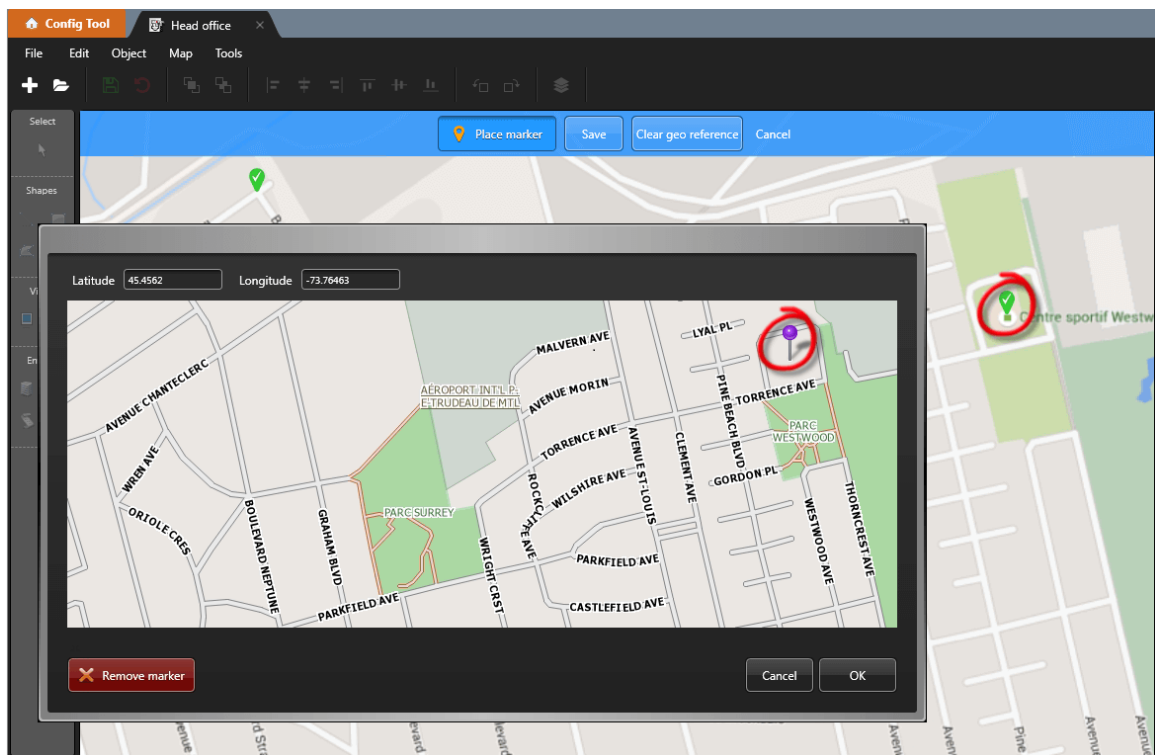 Config Tool
Head office
File Edit Object Map Tools
Select
Place marker Save Clear geo reference Cancel
Shapes
Latitude 45.4562 Longitude -73.76463
Centre sportif Westw
LYAL PL
MALVERN AVE
AÉROPORT INT'L P-
E TRUDEAU DE MTL
AVENUE CHANTECLERC
AVENUE MORIN
PINE BEACH BLVD
TORRENCE AVE
PARC
WESTWOOD
TORRENCE AVE
AVENUE ST-LOUIS
CLEMENT AVE
WREN AVE
WILSHIRE AVE
GORDON PL
ROCKCLIFFE AVE
ORIOLE CRES
BOULEVARD NEPTUNE
GRAHAM BLVD
PARC SURREY
WRIGHT CRST
WESTWOOD AVE
THORNCREST AVE
PARKFIELD AVE
PARKFIELD AVE
CASTLEFIELD AVE
Remove marker Cancel OK